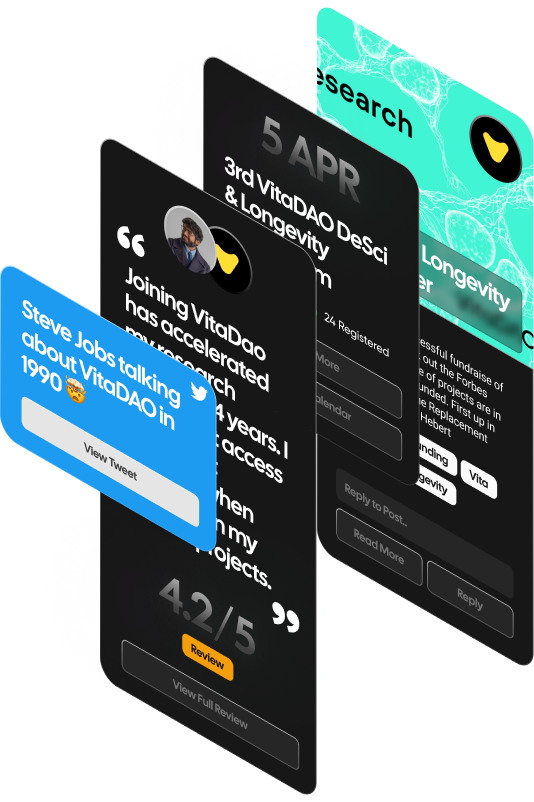 Steve Jobs talking
about VitaDAO in
1990 🤯
View Tweet
“
Joining VitaDao
has accelerated
my research
4 years. I
access
when
my
projects.
”
4.2/5
Review
View Full Review
5 APR
3rd VitaDAO DeSci
& Longevity
24 Registered
More
Calendar
esearch
Longevity
er
essful fundraise of
out the Forbes
e of projects are in
unded. First up in
e Replacement
Hebert
unding
Vita
gevity
Reply to Post..
Read More
Reply